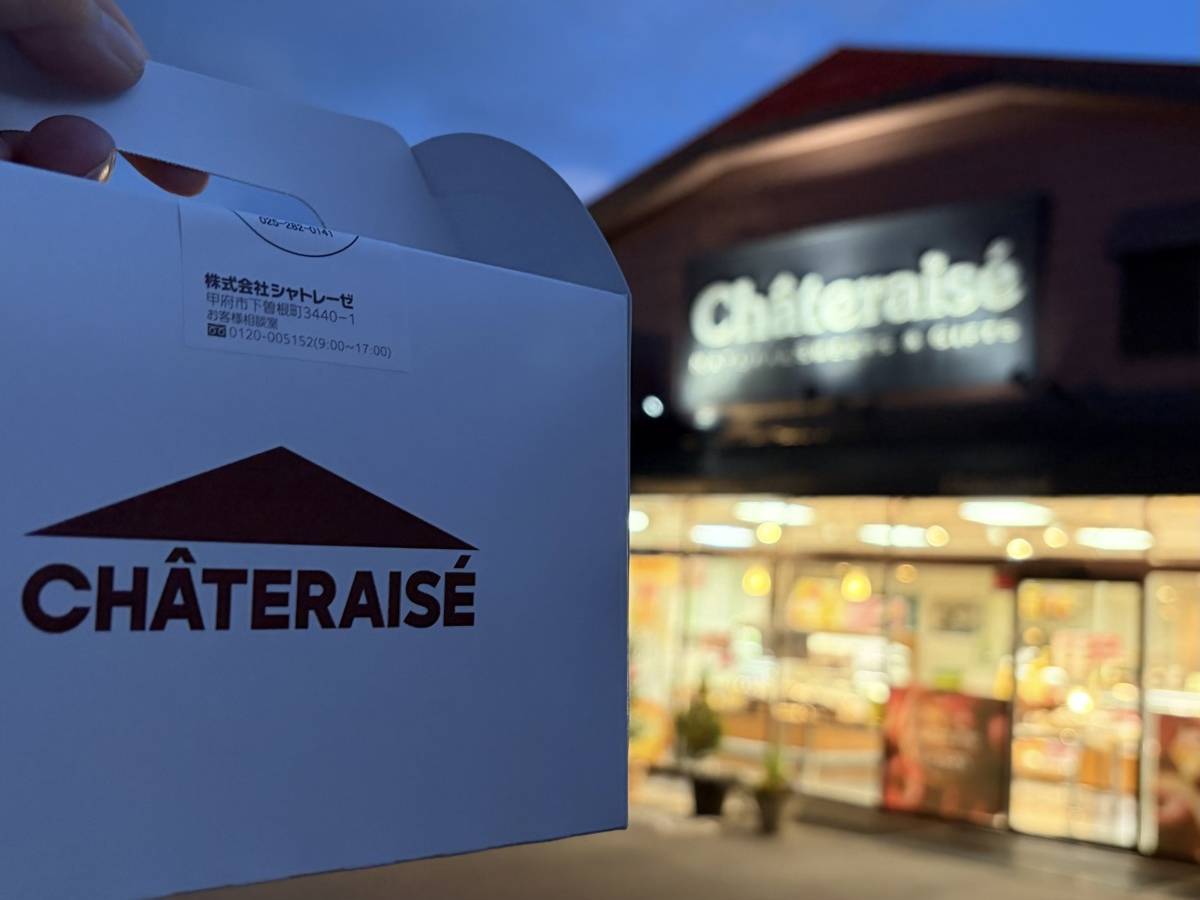 025-282-0141
株式会社シャトレーゼ
甲府市下曽根町3440-1
お客様相談室
0120-005152(9:00~17:00)
CHÂTERAISÉ
Châteraisé